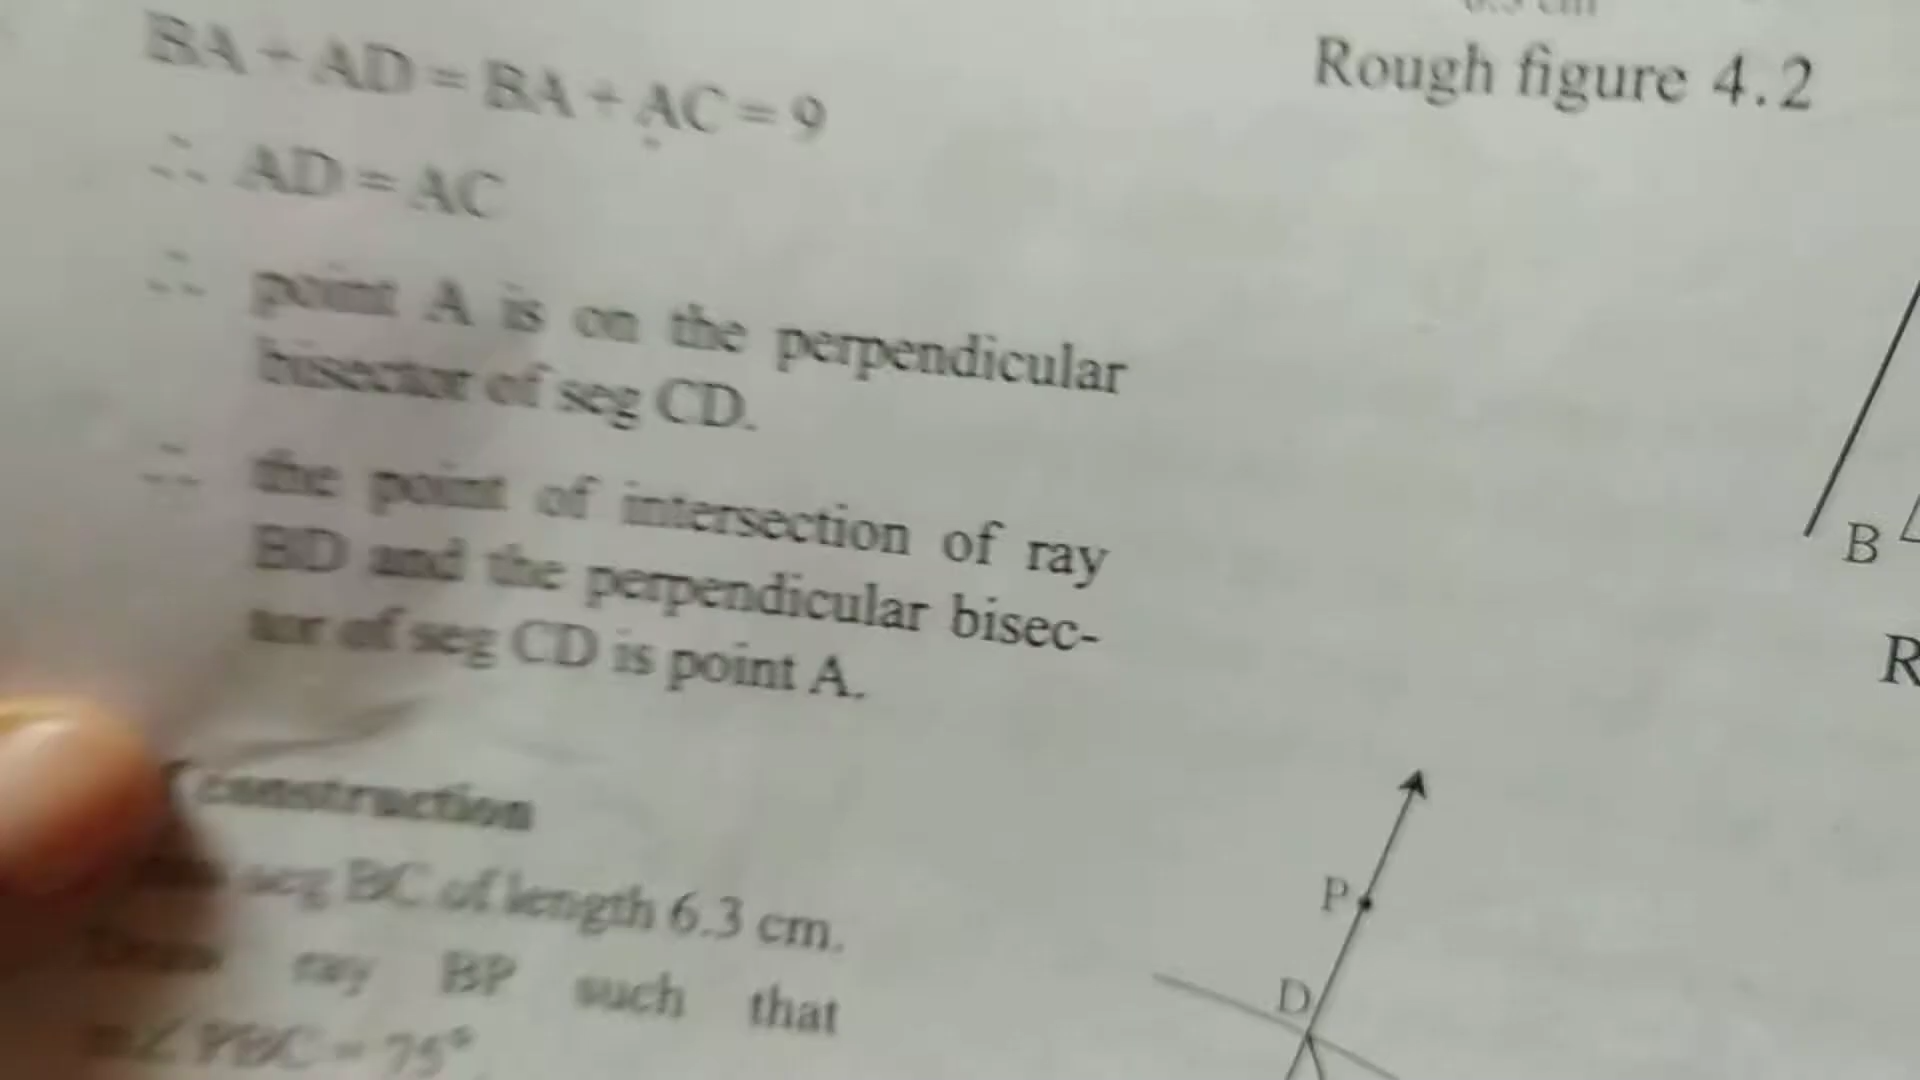 BA + AD = BA + AC = 9
Rough figure 4.2
∴ AD = AC
∴ point A is on the perpendicular
bisector of seg CD.
∴ the point of intersection of ray
BD and the perpendicular bisec-
tor of seg CD is point A.
B
R
construction
seg BC of length 6.3 cm.
ray BP such that
∠PBC = 75°
P
D